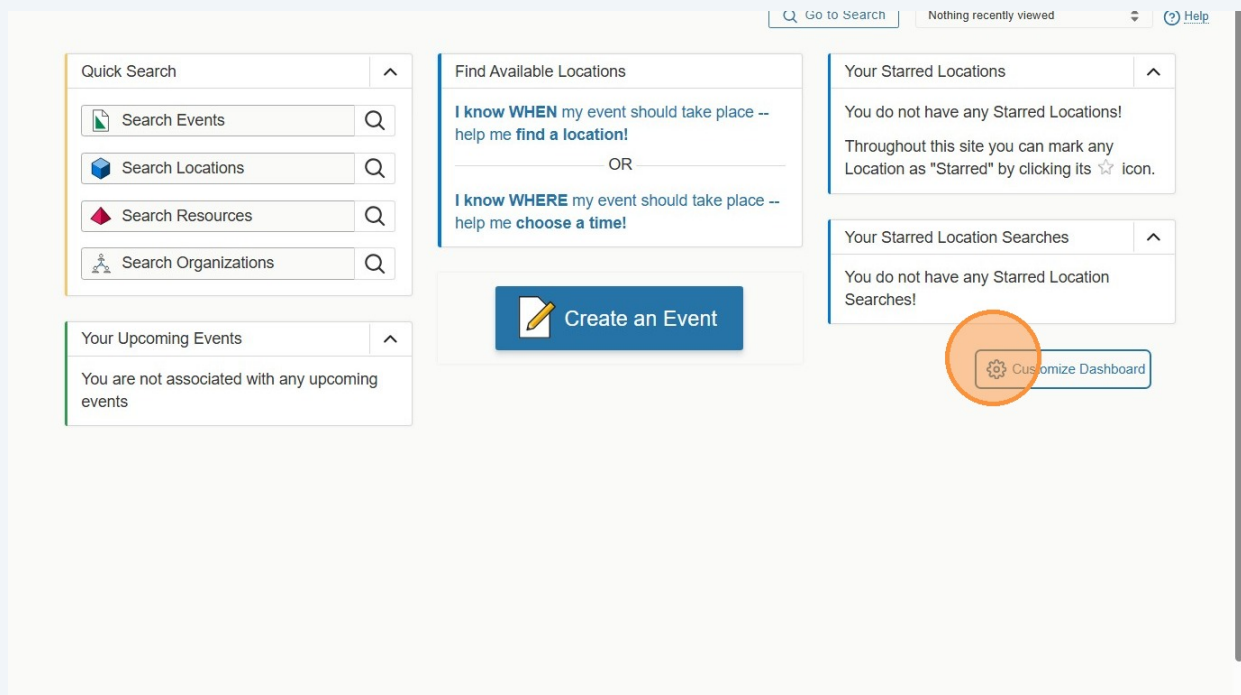 Go to Search
Nothing recently viewed
Help
Quick Search
Search Events
Search Locations
Search Resources
Search Organizations
Your Upcoming Events
You are not associated with any upcoming
events
Find Available Locations
I know WHEN my event should take place --
help me find a location!
OR
I know WHERE my event should take place --
help me choose a time!
Create an Event
Your Starred Locations
You do not have any Starred Locations!
Throughout this site you can mark any
Location as "Starred" by clicking its icon.
Your Starred Location Searches
You do not have any Starred Location
Searches!
Customize Dashboard